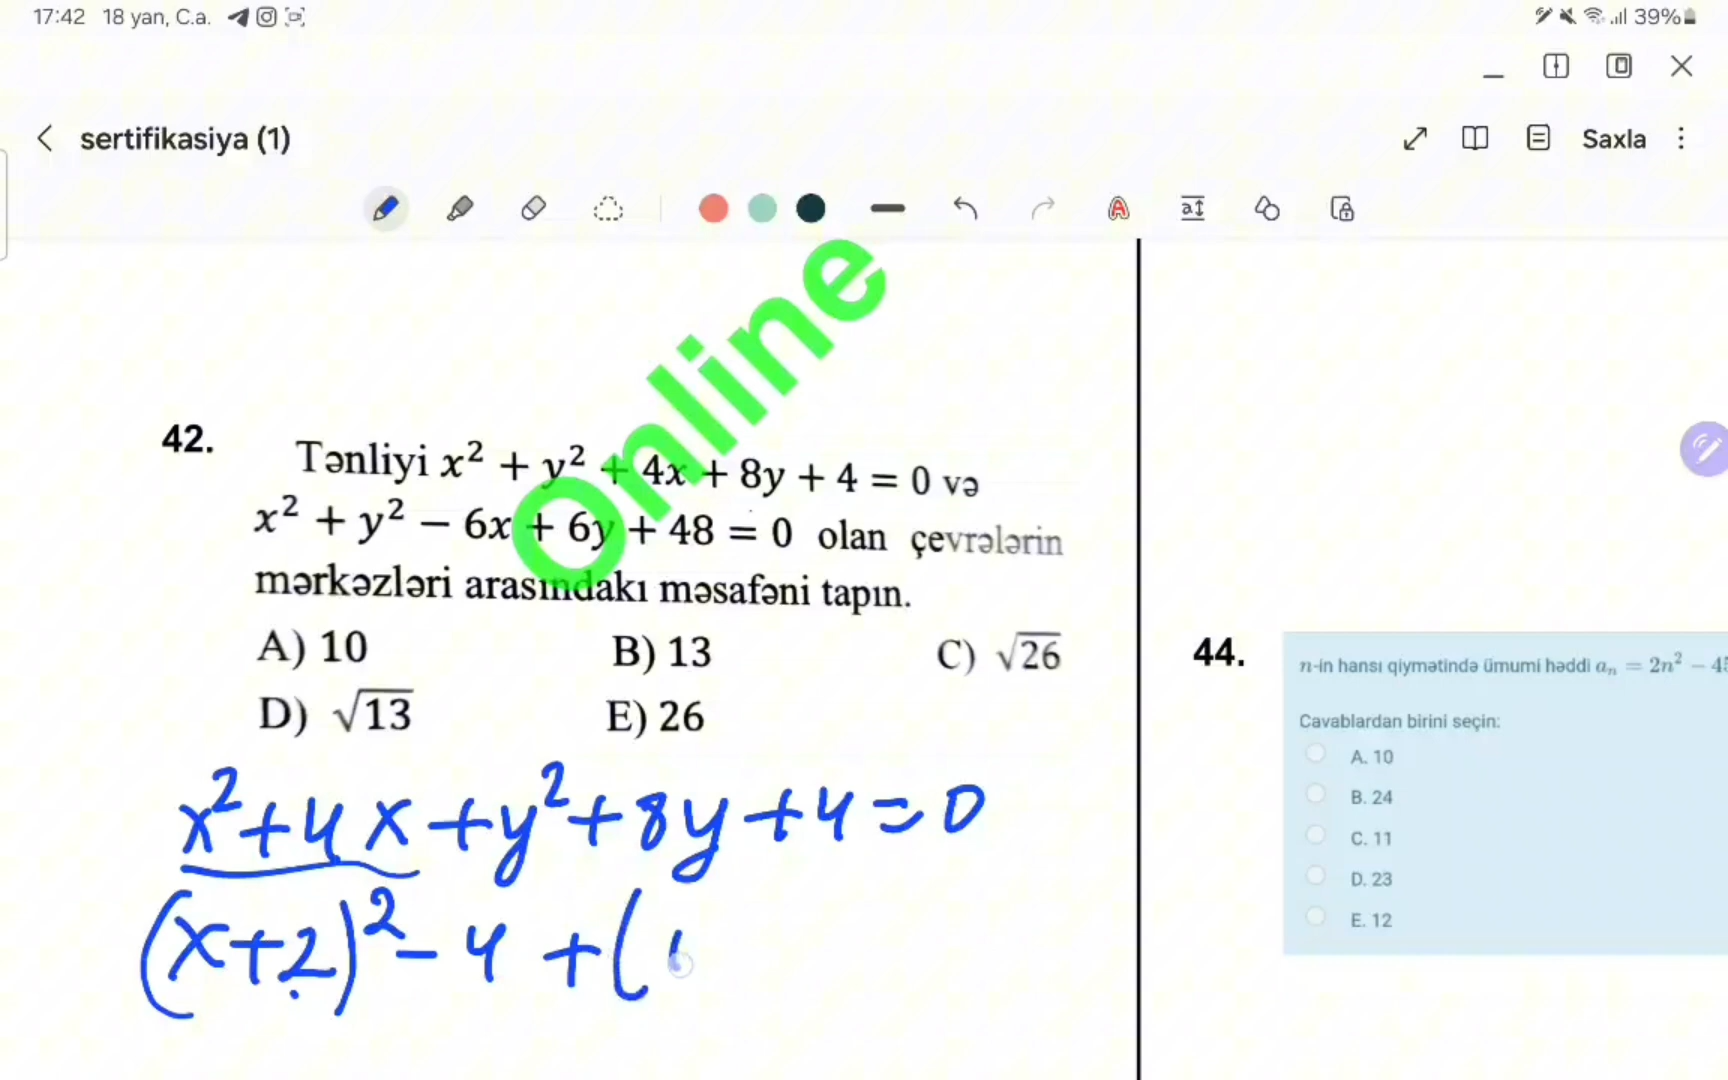 17:42 18 yan, C.a.
39%
sertifikasiya (1)
Saxla
Online
42. Tənliyi x² + y² + 4x + 8y + 4 = 0 və
x² + y² − 6x + 6y + 48 = 0 olan çevrələrin
mərkəzləri arasındakı məsafəni tapın.
A) 10 B) 13 C) √26
D) √13 E) 26
x²+4x+y²+8y+4=0
(x+2)²-4+(
44. n-in hansı qiymətində ümumi həddi aₙ = 2n² − 45
Cavablardan birini seçin:
A. 10
B. 24
C. 11
D. 23
E. 12